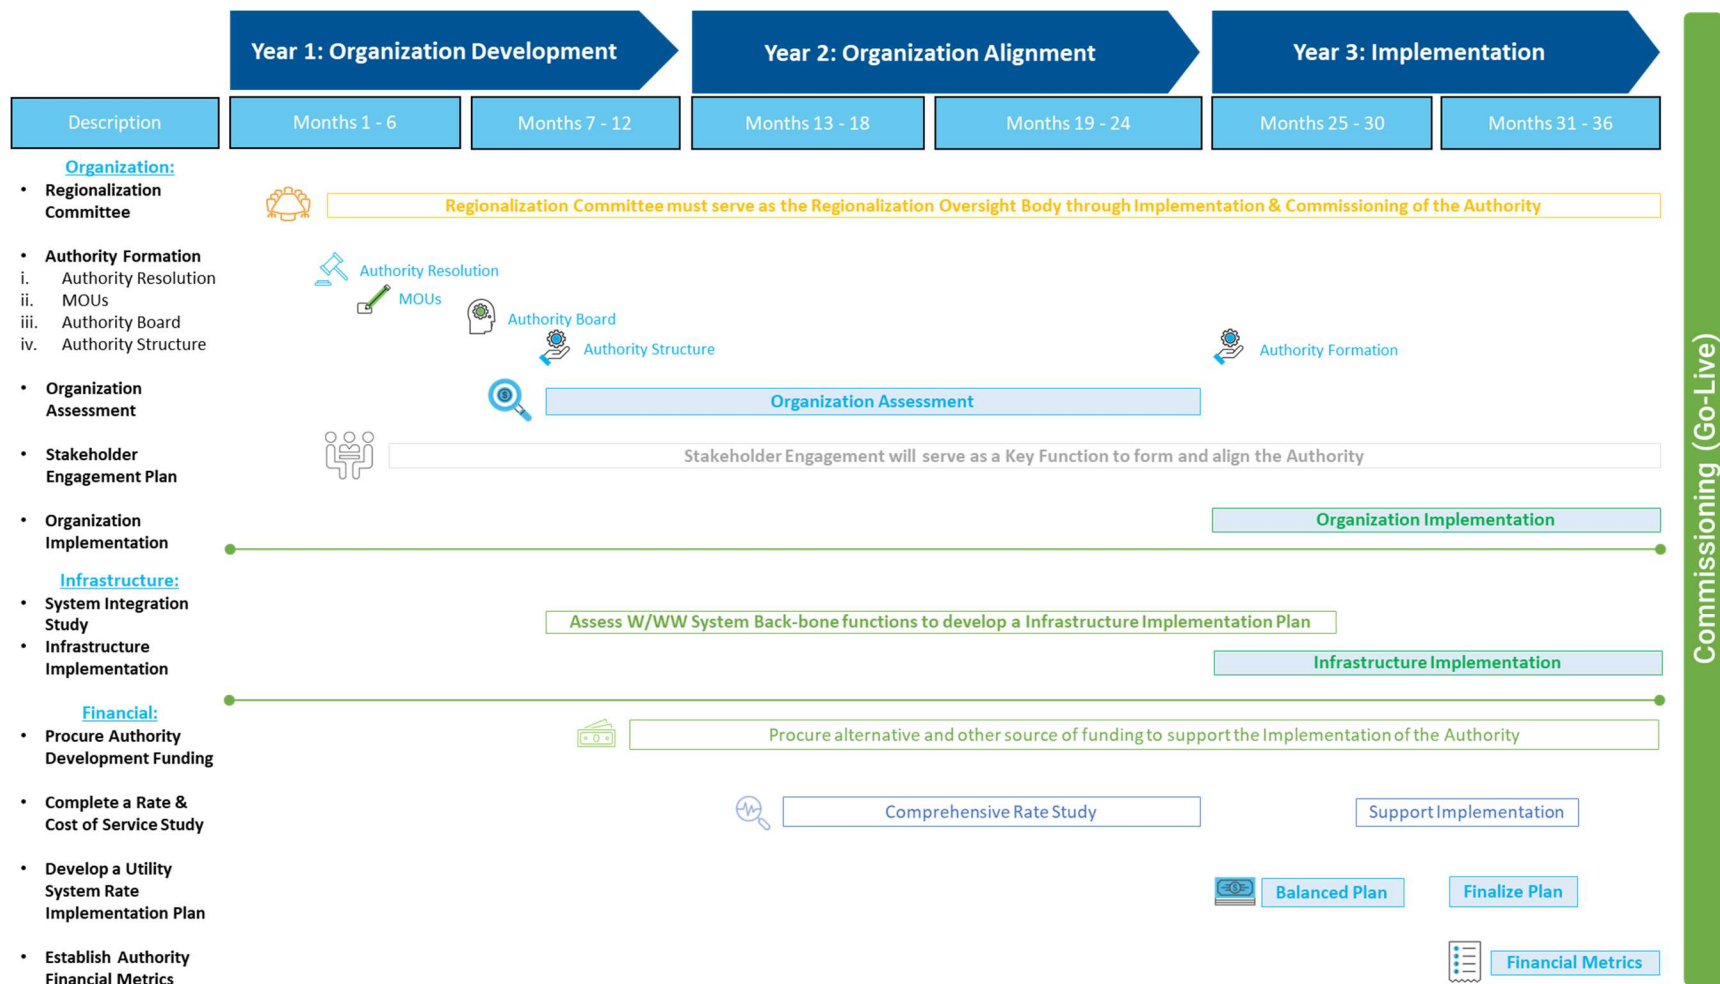 Year 1: Organization Development
Year 2: Organization Alignment
Year 3: Implementation
Description
Months 1 - 6
Months 7 - 12
Months 13 - 18
Months 19 - 24
Months 25 - 30
Months 31 - 36
Organization:
• Regionalization
Committee
Regionalization Committee must serve as the Regionalization Oversight Body through Implementation & Commissioning of the Authority
• Authority Formation
i. Authority Resolution
ii. MOUs
iii. Authority Board
iv. Authority Structure
Authority Resolution
MOUs
Authority Board
Authority Structure
Authority Formation
• Organization
Assessment
Organization Assessment
• Stakeholder
Engagement Plan
Stakeholder Engagement will serve as a Key Function to form and align the Authority
• Organization
Implementation
Organization Implementation
Infrastructure:
• System Integration
Study
Assess W/WW System Back-bone functions to develop a Infrastructure Implementation Plan
• Infrastructure
Implementation
Infrastructure Implementation
Financial:
• Procure Authority
Development Funding
Procure alternative and other source of funding to support the Implementation of the Authority
• Complete a Rate &
Cost of Service Study
Comprehensive Rate Study
Support Implementation
• Develop a Utility
System Rate
Implementation Plan
Balanced Plan
Finalize Plan
• Establish Authority
Financial Metrics
Financial Metrics
Commissioning (Go-Live)